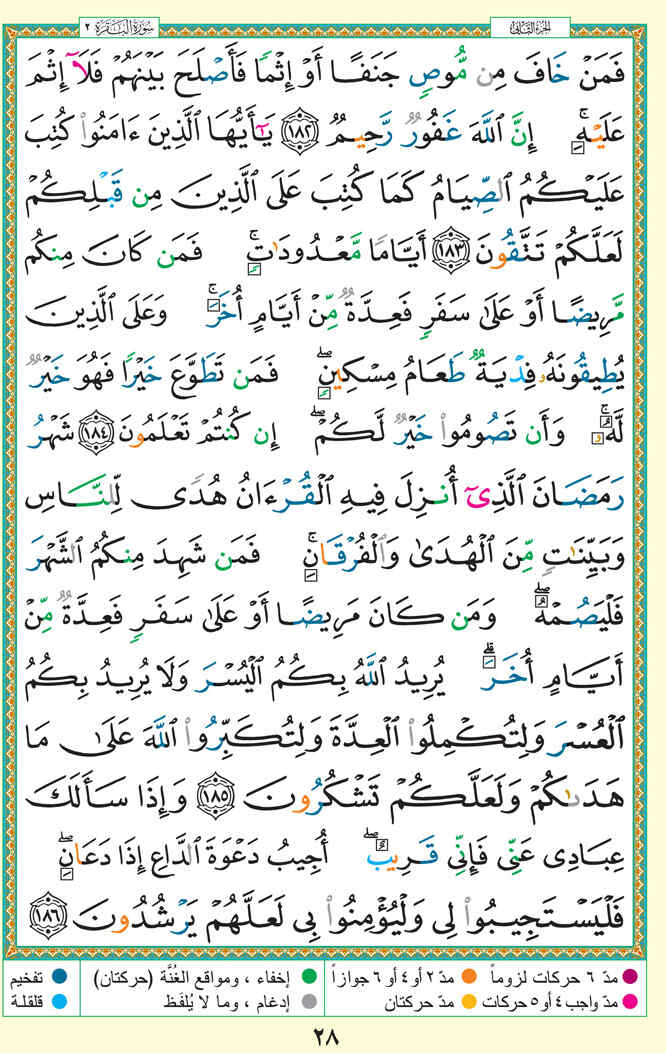 سُورَةُ البَقَرَةِ ٢
الجزء الثاني
فَمَنْ خَافَ مِن مُّوصٍ جَنَفًا أَوْ إِثْمًا فَأَصْلَحَ بَيْنَهُمْ فَلَآ إِثْمَ
عَلَيْهِ ۚ إِنَّ ٱللَّهَ غَفُورٌ رَّحِيمٌ ١٨٢ يَـٰٓأَيُّهَا ٱلَّذِينَ ءَامَنُوا۟ كُتِبَ
عَلَيْكُمُ ٱلصِّيَامُ كَمَا كُتِبَ عَلَى ٱلَّذِينَ مِن قَبْلِكُمْ
لَعَلَّكُمْ تَتَّقُونَ ١٨٣ أَيَّامًا مَّعْدُودَٰتٍ ۚ فَمَن كَانَ مِنكُم
مَّرِيضًا أَوْ عَلَىٰ سَفَرٍ فَعِدَّةٌ مِّنْ أَيَّامٍ أُخَرَ ۚ وَعَلَى ٱلَّذِينَ
يُطِيقُونَهُۥ فِدْيَةٌ طَعَامُ مِسْكِينٍ ۖ فَمَن تَطَوَّعَ خَيْرًا فَهُوَ خَيْرٌ
لَّهُۥ ۚ وَأَن تَصُومُوا۟ خَيْرٌ لَّكُمْ ۖ إِن كُنتُمْ تَعْلَمُونَ ١٨٤ شَهْرُ
رَمَضَانَ ٱلَّذِىٓ أُنزِلَ فِيهِ ٱلْقُرْءَانُ هُدًى لِّلنَّاسِ
وَبَيِّنَـٰتٍ مِّنَ ٱلْهُدَىٰ وَٱلْفُرْقَانِ ۚ فَمَن شَهِدَ مِنكُمُ ٱلشَّهْرَ
فَلْيَصُمْهُ ۖ وَمَن كَانَ مَرِيضًا أَوْ عَلَىٰ سَفَرٍ فَعِدَّةٌ مِّنْ
أَيَّامٍ أُخَرَ ۗ يُرِيدُ ٱللَّهُ بِكُمُ ٱلْيُسْرَ وَلَا يُرِيدُ بِكُمُ
ٱلْعُسْرَ وَلِتُكْمِلُوا۟ ٱلْعِدَّةَ وَلِتُكَبِّرُوا۟ ٱللَّهَ عَلَىٰ مَا
هَدَىٰكُمْ وَلَعَلَّكُمْ تَشْكُرُونَ ١٨٥ وَإِذَا سَأَلَكَ
عِبَادِى عَنِّى فَإِنِّى قَرِيبٌ ۖ أُجِيبُ دَعْوَةَ ٱلدَّاعِ إِذَا دَعَانِ ۖ
فَلْيَسْتَجِيبُوا۟ لِى وَلْيُؤْمِنُوا۟ بِى لَعَلَّهُمْ يَرْشُدُونَ ١٨٦
مدّ ٦ حركات لزوماً مدّ ٢ أو ٤ أو ٦ جوازاً إخفاء ، ومواقع الغُنَّة (حركتان) تفخيم
مدّ واجب ٤ أو ٥ حركات مدّ حركتان إدغام ، وما لا يُلفَظ قلقلة
٢٨